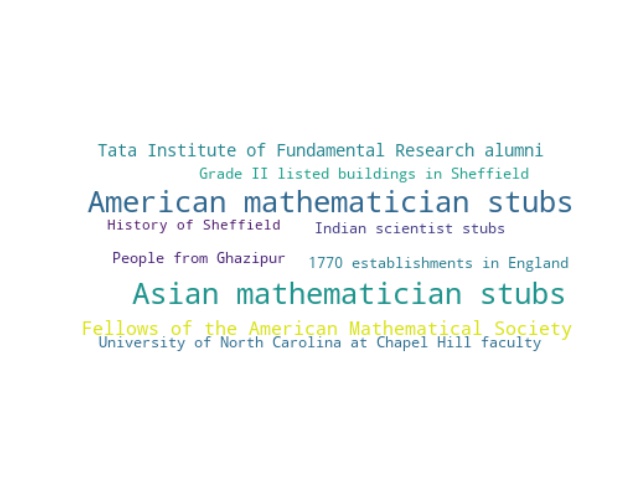 Tata Institute of Fundamental Research alumni
Grade II listed buildings in Sheffield
American mathematician stubs
History of Sheffield
Indian scientist stubs
People from Ghazipur
1770 establishments in England
Asian mathematician stubs
Fellows of the American Mathematical Society
University of North Carolina at Chapel Hill faculty